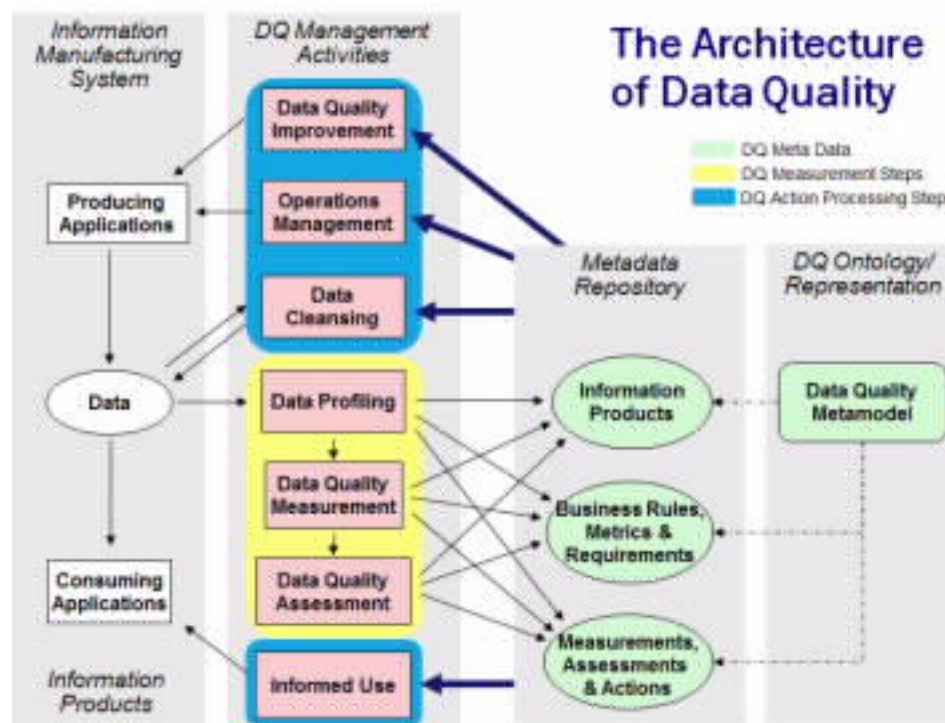 Information
Manufacturing
System
DQ Management
Activities
The Architecture
of Data Quality
DQ Meta Data
DQ Measurement Steps
DQ Action Processing Step
Data Quality
Improvement
Producing
Applications
Operations
Management
Data
Cleansing
Metadata
Repository
DQ Ontology/
Representation
Data
Data Profiling
Information
Products
Data Quality
Metamodel
Data Quality
Measurement
Business Rules,
Metrics &
Requirements
Consuming
Applications
Data Quality
Assessment
Measurements,
Assessments
& Actions
Information
Products
Informed Use